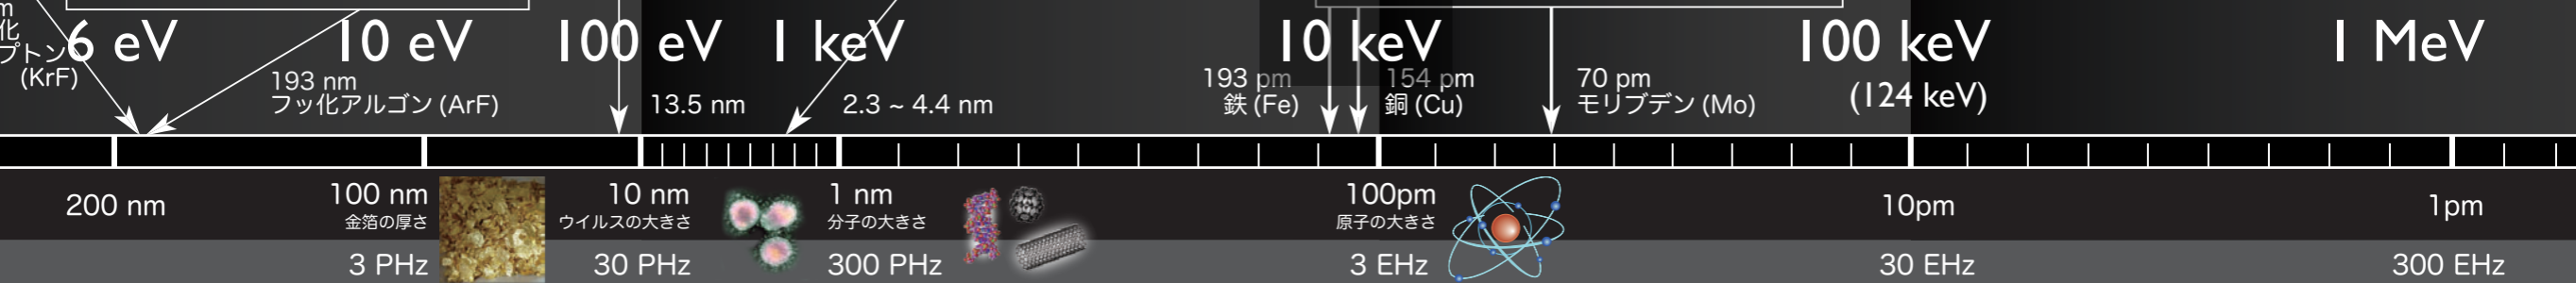 m
化
プトン
(KrF)
6 eV
10 eV
100 eV
1 keV
10 keV
100 keV
1 MeV
(124 keV)
193 nm
フッ化アルゴン (ArF)
13.5 nm
2.3 ~ 4.4 nm
193 pm
鉄 (Fe)
154 pm
銅 (Cu)
70 pm
モリブデン (Mo)
200 nm
100 nm
金箔の厚さ
10 nm
ウイルスの大きさ
1 nm
分子の大きさ
100pm
原子の大きさ
10pm
1pm
3 PHz
30 PHz
300 PHz
3 EHz
30 EHz
300 EHz